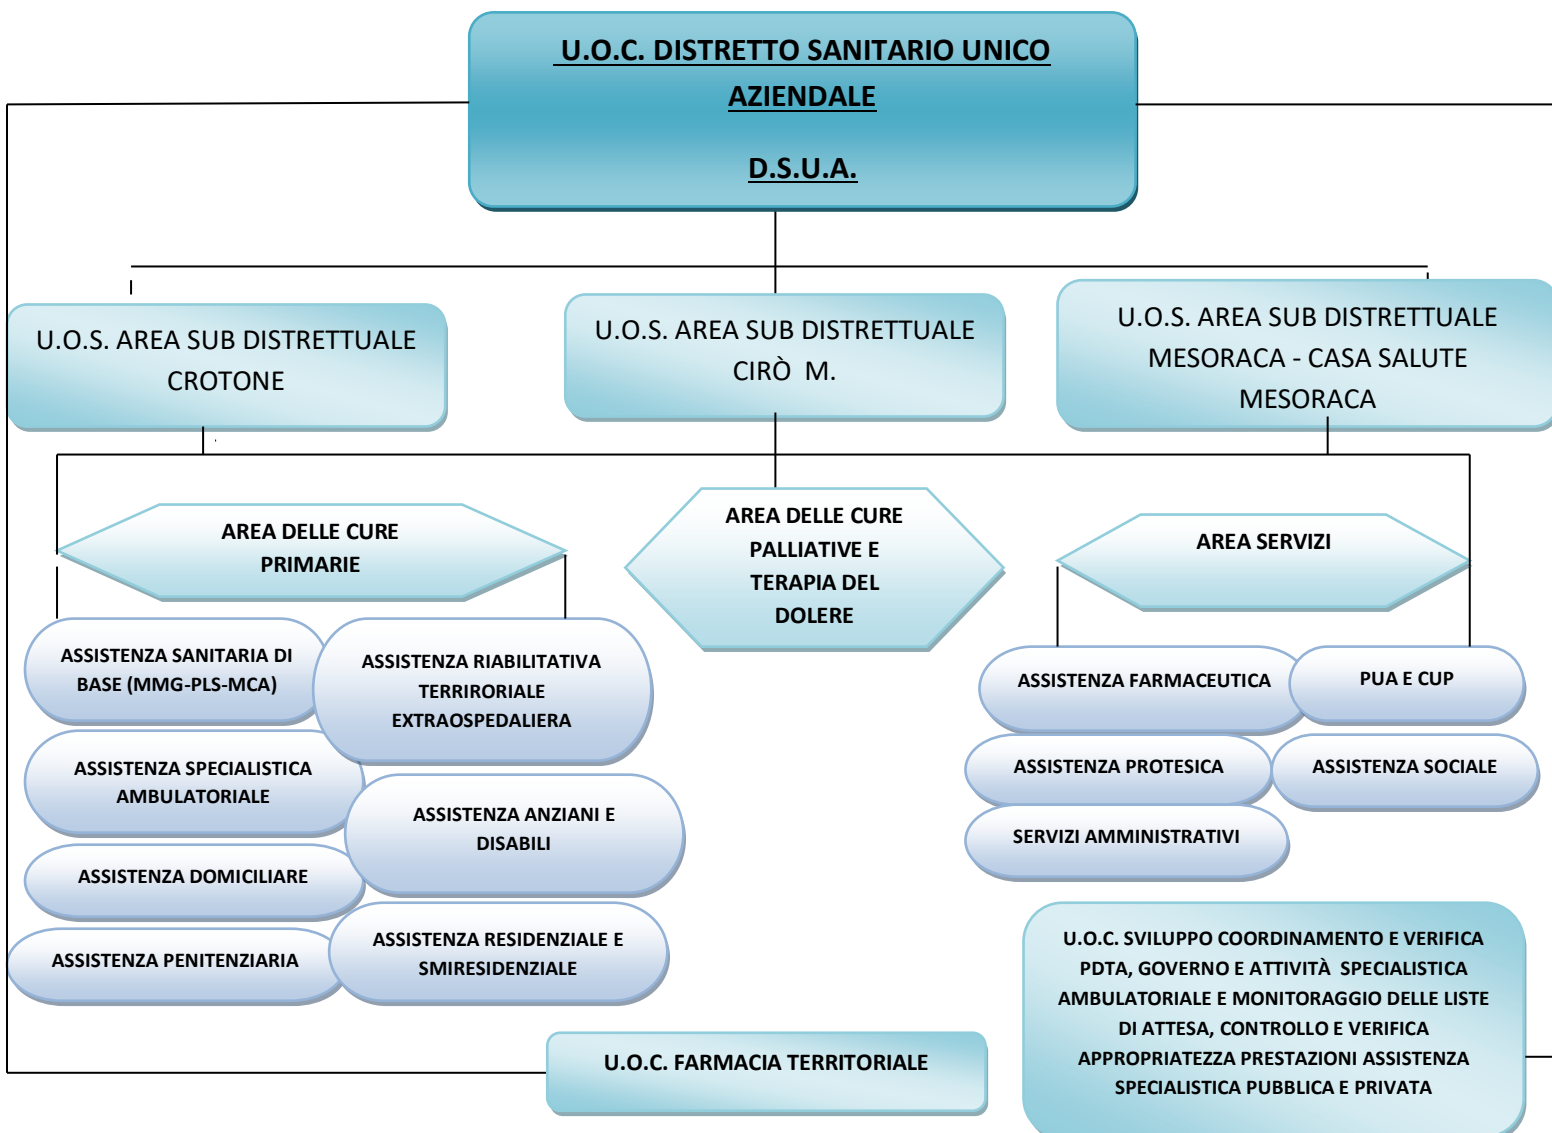 U.O.C. DISTRETTO SANITARIO UNICO
AZIENDALE
D.S.U.A.
U.O.S. AREA SUB DISTRETTUALE
CROTONE
U.O.S. AREA SUB DISTRETTUALE
CIRÒ M.
U.O.S. AREA SUB DISTRETTUALE
MESORACA - CASA SALUTE
MESORACA
AREA DELLE CURE
PRIMARIE
AREA DELLE CURE
PALLIATIVE E
TERAPIA DEL
DOLERE
AREA SERVIZI
ASSISTENZA SANITARIA DI
BASE (MMG-PLS-MCA)
ASSISTENZA RIABILITATIVA
TERRIRORIALE
EXTRAOSPEDALIERA
ASSISTENZA SPECIALISTICA
AMBULATORIALE
ASSISTENZA ANZIANI E
DISABILI
ASSISTENZA DOMICILIARE
ASSISTENZA PENITENZIARIA
ASSISTENZA RESIDENZIALE E
SMIRESIDENZIALE
ASSISTENZA FARMACEUTICA
PUA E CUP
ASSISTENZA PROTESICA
ASSISTENZA SOCIALE
SERVIZI AMMINISTRATIVI
U.O.C. SVILUPPO COORDINAMENTO E VERIFICA
PDTA, GOVERNO E ATTIVITÀ SPECIALISTICA
AMBULATORIALE E MONITORAGGIO DELLE LISTE
DI ATTESA, CONTROLLO E VERIFICA
APPROPRIATEZZA PRESTAZIONI ASSISTENZA
SPECIALISTICA PUBBLICA E PRIVATA
U.O.C. FARMACIA TERRITORIALE